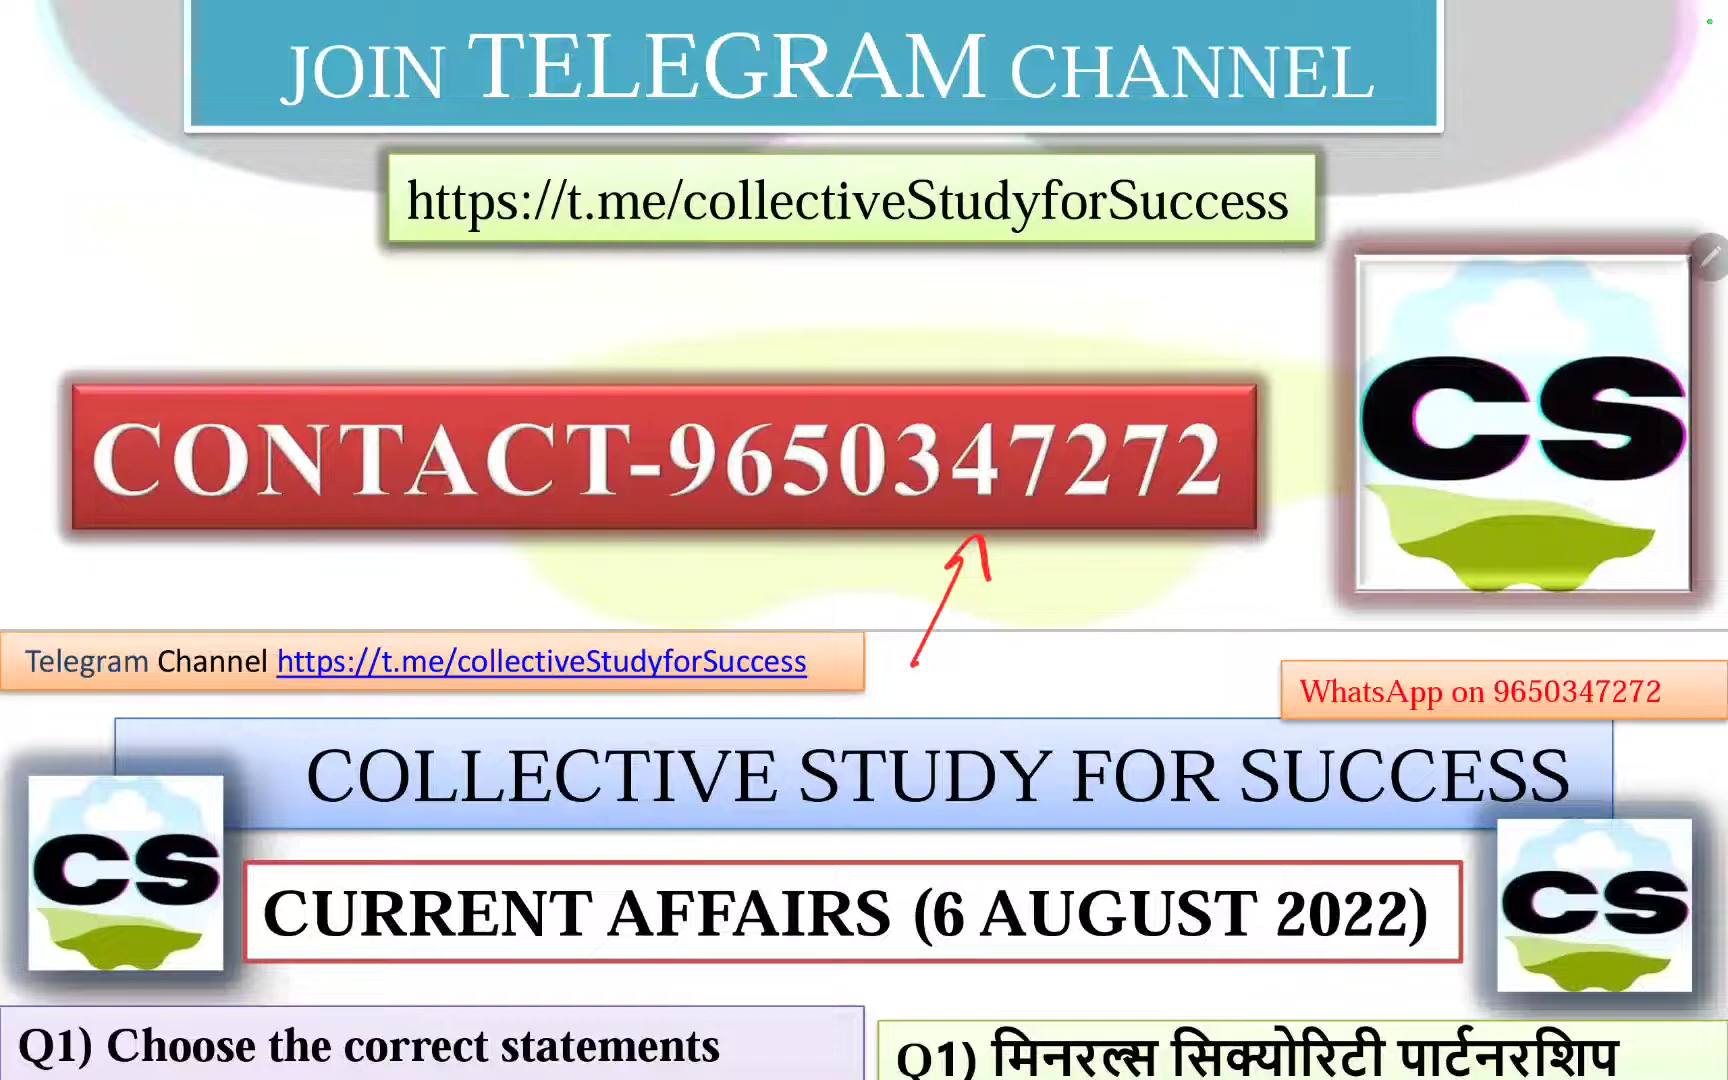 JOIN TELEGRAM CHANNEL
https://t.me/collectiveStudyforSuccess
CS
CONTACT-9650347272
Telegram Channel https://t.me/collectiveStudyforSuccess
WhatsApp on 9650347272
COLLECTIVE STUDY FOR SUCCESS
CS
CURRENT AFFAIRS (6 AUGUST 2022)
CS
Q1) Choose the correct statements
Q1) मिनरल्स सिक्योरिटी पार्टनरशिप